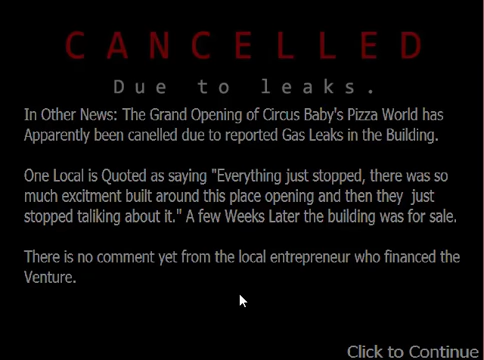 CANCELLED
Due to leaks.
In Other News: The Grand Opening of Circus Baby's Pizza World has
Apparently been canelled due to reported Gas Leaks in the Building.
One Local is Quoted as saying "Everything just stopped, there was so
much excitment built around this place opening and then they just
stopped taliking about it." A few Weeks Later the building was for sale.
There is no comment yet from the local entrepreneur who financed the
Venture.
Click to Continue